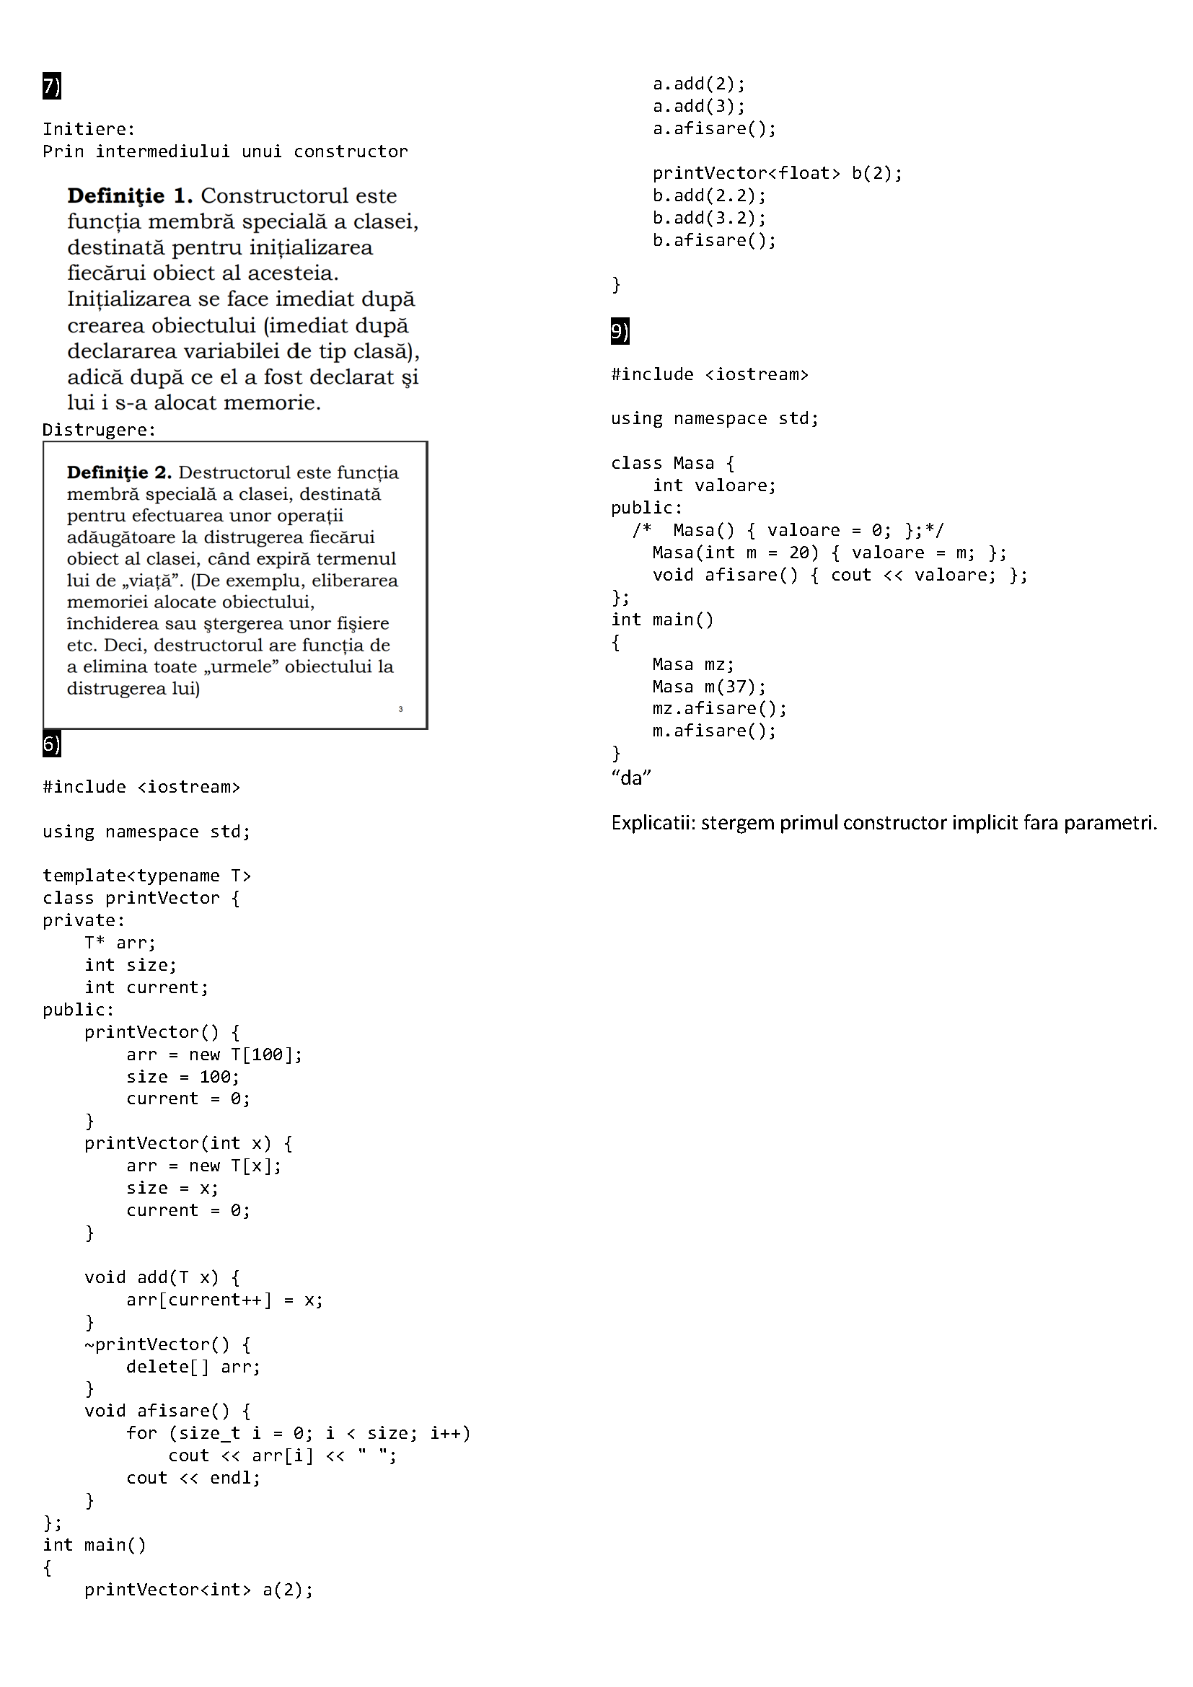 7)
Initiere:
Prin intermediului unui constructor
Definiţie 1. Constructorul este
funcția membră specială a clasei,
destinată pentru inițializarea
fiecărui obiect al acesteia.
Inițializarea se face imediat după
crearea obiectului (imediat după
declararea variabilei de tip clasă),
adică după ce el a fost declarat şi
lui i s-a alocat memorie.
Distrugere:
Definiţie 2. Destructorul este funcția
membră specială a clasei, destinată
pentru efectuarea unor operații
adăugătoare la distrugerea fiecărui
obiect al clasei, când expiră termenul
lui de „viață”. (De exemplu, eliberarea
memoriei alocate obiectului,
închiderea sau ştergerea unor fişiere
etc. Deci, destructorul are funcția de
a elimina toate „urmele” obiectului la
distrugerea lui)
3
6)
#include <iostream>
using namespace std;
template<typename T>
class printVector {
private:
    T* arr;
    int size;
    int current;
public:
    printVector() {
        arr = new T[100];
        size = 100;
        current = 0;
    }
    printVector(int x) {
        arr = new T[x];
        size = x;
        current = 0;
    }
    void add(T x) {
        arr[current++] = x;
    }
    ~printVector() {
        delete[] arr;
    }
    void afisare() {
        for (size_t i = 0; i < size; i++)
            cout << arr[i] << " ";
        cout << endl;
    }
};
int main()
{
    printVector<int> a(2);
    a.add(2);
    a.add(3);
    a.afisare();
    printVector<float> b(2);
    b.add(2.2);
    b.add(3.2);
    b.afisare();
}
9)
#include <iostream>
using namespace std;
class Masa {
    int valoare;
public:
  /*  Masa() { valoare = 0; };*/
    Masa(int m = 20) { valoare = m; };
    void afisare() { cout << valoare; };
};
int main()
{
    Masa mz;
    Masa m(37);
    mz.afisare();
    m.afisare();
}
“da”
Explicatii: stergem primul constructor implicit fara parametri.